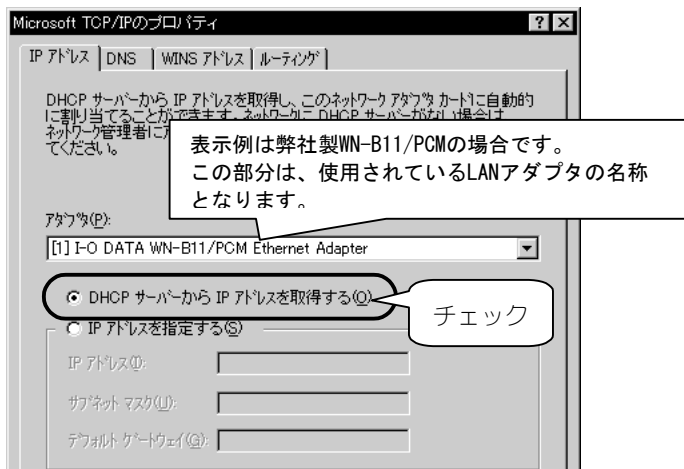 Microsoft TCP/IPのプロパティ
IP アドレス
DNS
WINS アドレス
ルーティング
DHCP サーバーから IP アドレスを取得し、このネットワーク アダプタ カードに自動的
に割り当てることができます。ネットワークに DHCP サーバーがない場合は、
ネットワーク管理者にア
てください。
表示例は弊社製WN-B11/PCMの場合です。
この部分は、使用されているLANアダプタの名称
となります。
アダプタ(P):
[1] I-O DATA WN-B11/PCM Ethernet Adapter
DHCP サーバーから IP アドレスを取得する(O)
チェック
IP アドレスを指定する(S)
IP アドレス(I):
サブネット マスク(U):
デフォルト ゲートウェイ(G):